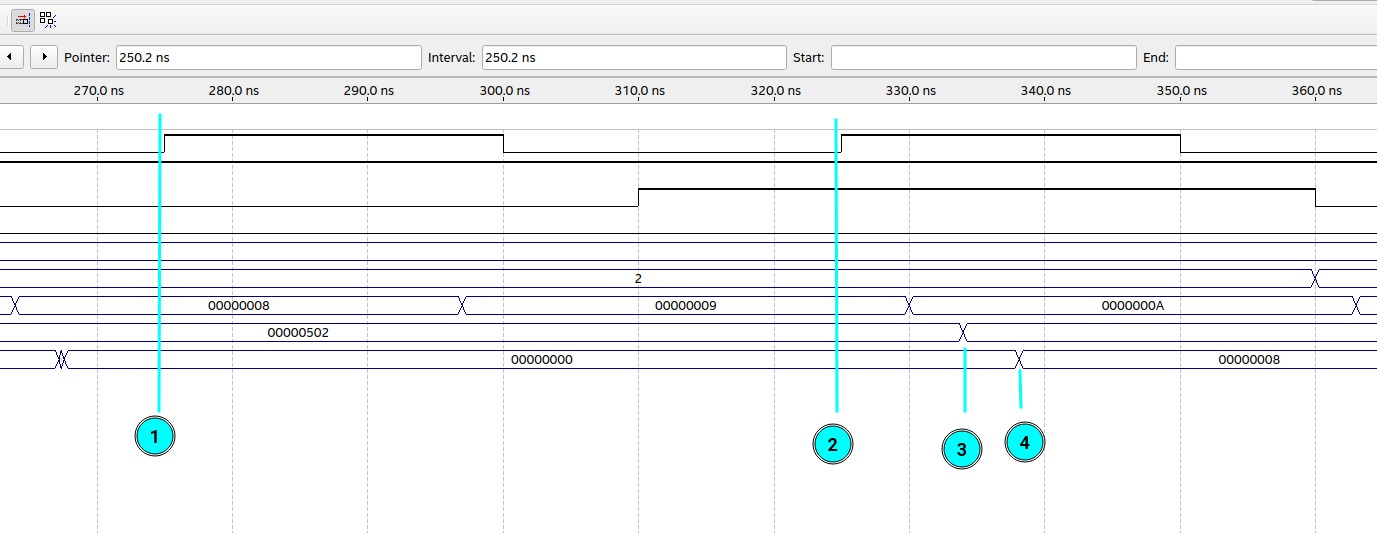 Pointer: 250.2 ns Interval: 250.2 ns Start: End:
270.0 ns 280.0 ns 290.0 ns 300.0 ns 310.0 ns 320.0 ns 330.0 ns 340.0 ns 350.0 ns 360.0 ns
2
00000008 00000009 0000000A
00000502
00000000 00000008
1 2 3 4